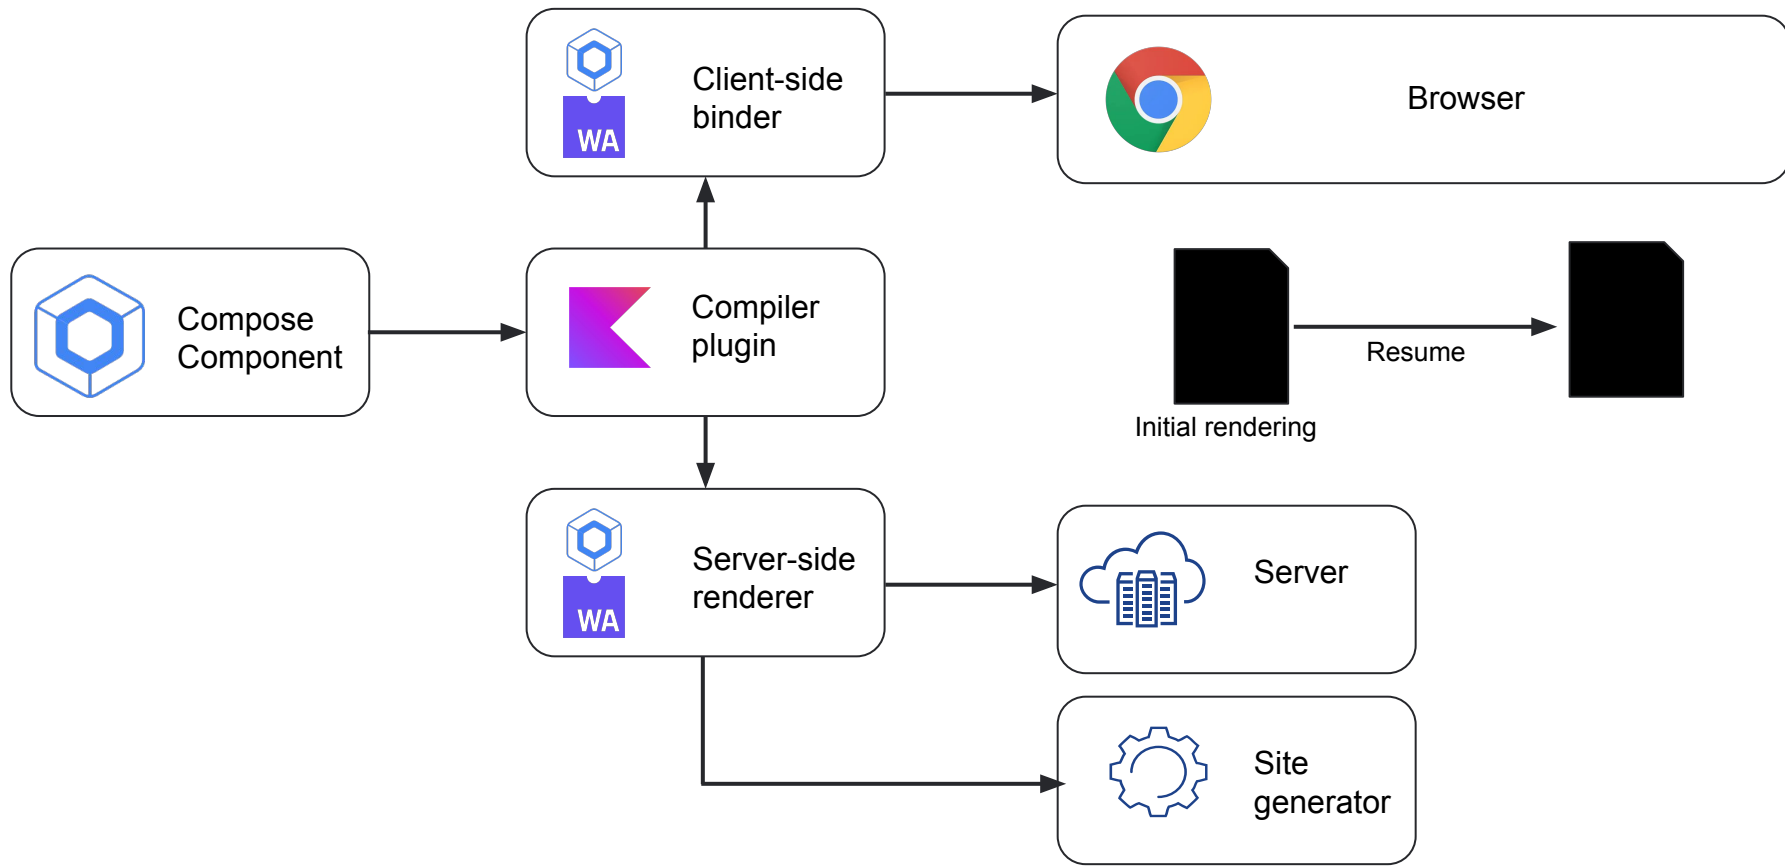 Client-side
binder
WA
Browser
Compose
Component
Compiler
plugin
Resume
Initial rendering
Server-side
renderer
WA
Server
Site
generator